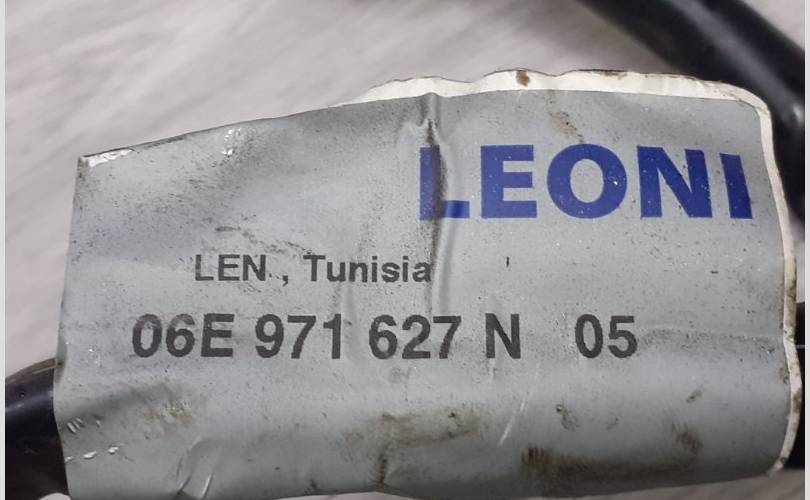 LEONI
LEN , Tunisia
06E 971 627 N 05